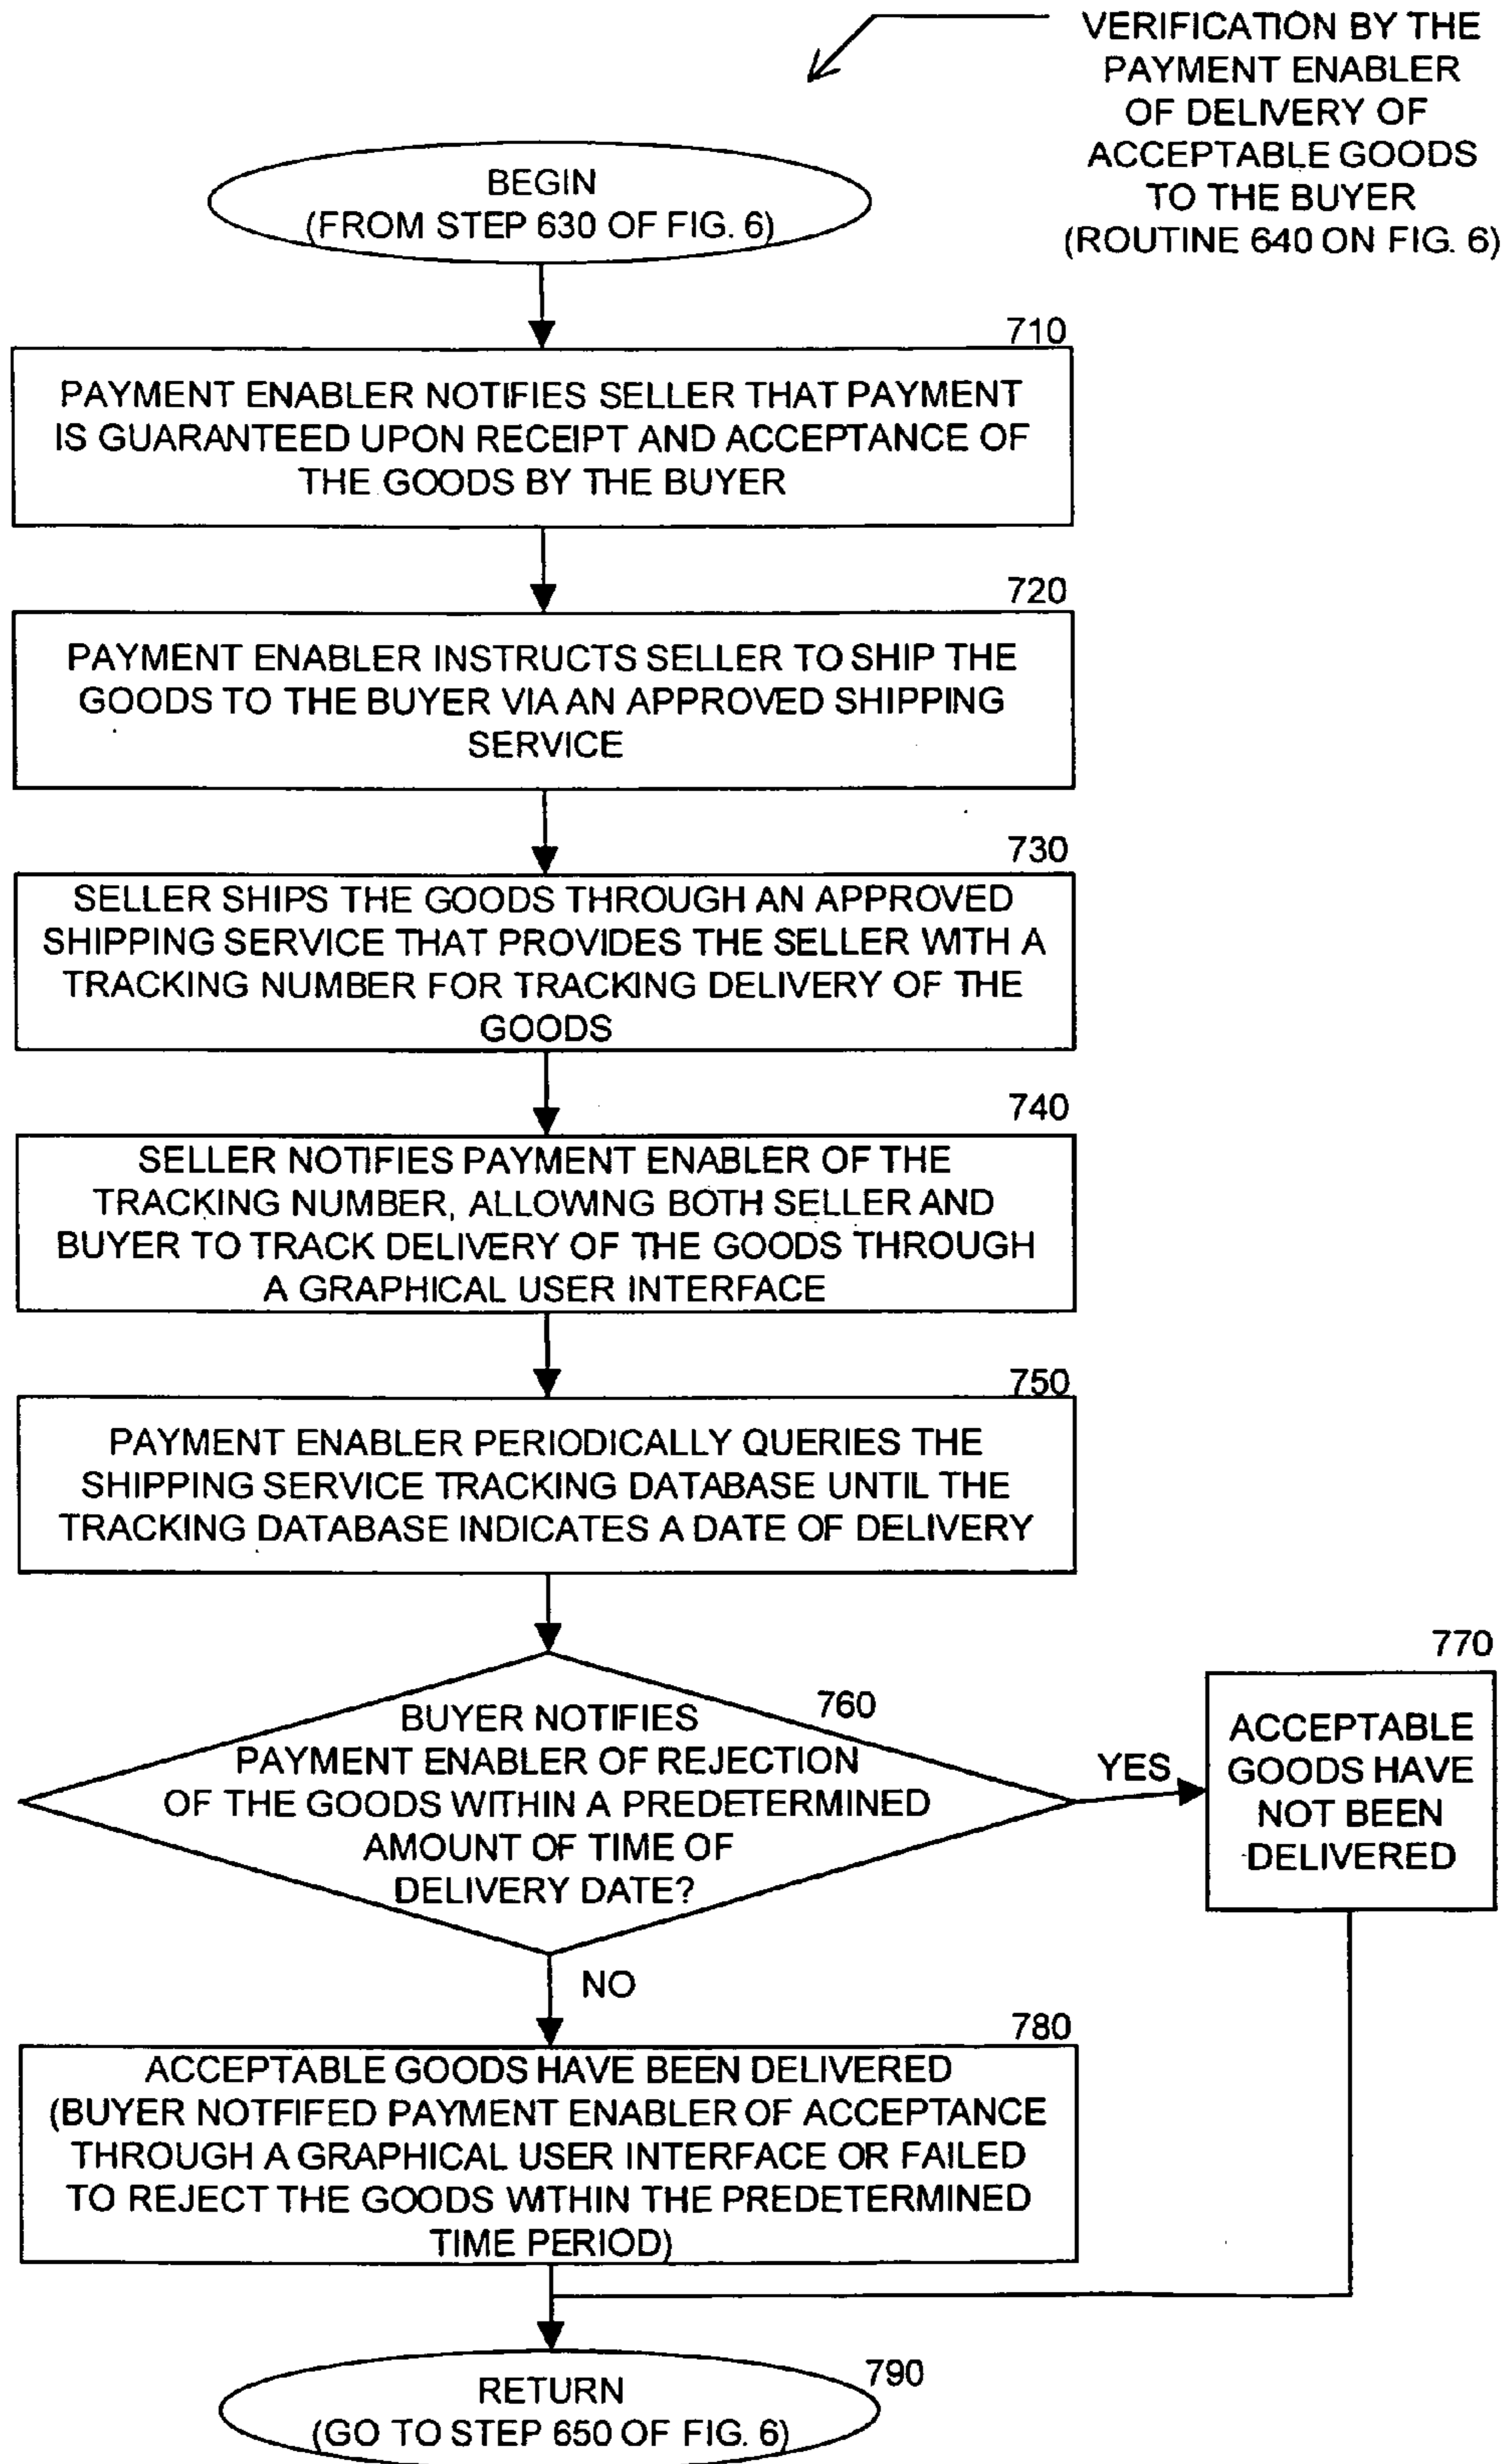 VERIFICATION BY THE
PAYMENT ENABLER
OF DELIVERY OF
ACCEPTABLE GOODS
TO THE BUYER
(ROUTINE 640 ON FIG. 6)
BEGIN
(FROM STEP 630 OF FIG. 6)
710
PAYMENT ENABLER NOTIFIES SELLER THAT PAYMENT
IS GUARANTEED UPON RECEIPT AND ACCEPTANCE OF
THE GOODS BY THE BUYER
720
PAYMENT ENABLER INSTRUCTS SELLER TO SHIP THE
GOODS TO THE BUYER VIA AN APPROVED SHIPPING
SERVICE
730
SELLER SHIPS THE GOODS THROUGH AN APPROVED
SHIPPING SERVICE THAT PROVIDES THE SELLER WITH A
TRACKING NUMBER FOR TRACKING DELIVERY OF THE
GOODS
740
SELLER NOTIFIES PAYMENT ENABLER OF THE
TRACKING NUMBER, ALLOWING BOTH SELLER AND
BUYER TO TRACK DELIVERY OF THE GOODS THROUGH
A GRAPHICAL USER INTERFACE
750
PAYMENT ENABLER PERIODICALLY QUERIES THE
SHIPPING SERVICE TRACKING DATABASE UNTIL THE
TRACKING DATABASE INDICATES A DATE OF DELIVERY
760
BUYER NOTIFIES
PAYMENT ENABLER OF REJECTION
OF THE GOODS WITHIN A PREDETERMINED
AMOUNT OF TIME OF
DELIVERY DATE?
YES
770
ACCEPTABLE
GOODS HAVE
NOT BEEN
DELIVERED
NO
780
ACCEPTABLE GOODS HAVE BEEN DELIVERED
(BUYER NOTFIFED PAYMENT ENABLER OF ACCEPTANCE
THROUGH A GRAPHICAL USER INTERFACE OR FAILED
TO REJECT THE GOODS WITHIN THE PREDETERMINED
TIME PERIOD)
790
RETURN
(GO TO STEP 650 OF FIG. 6)